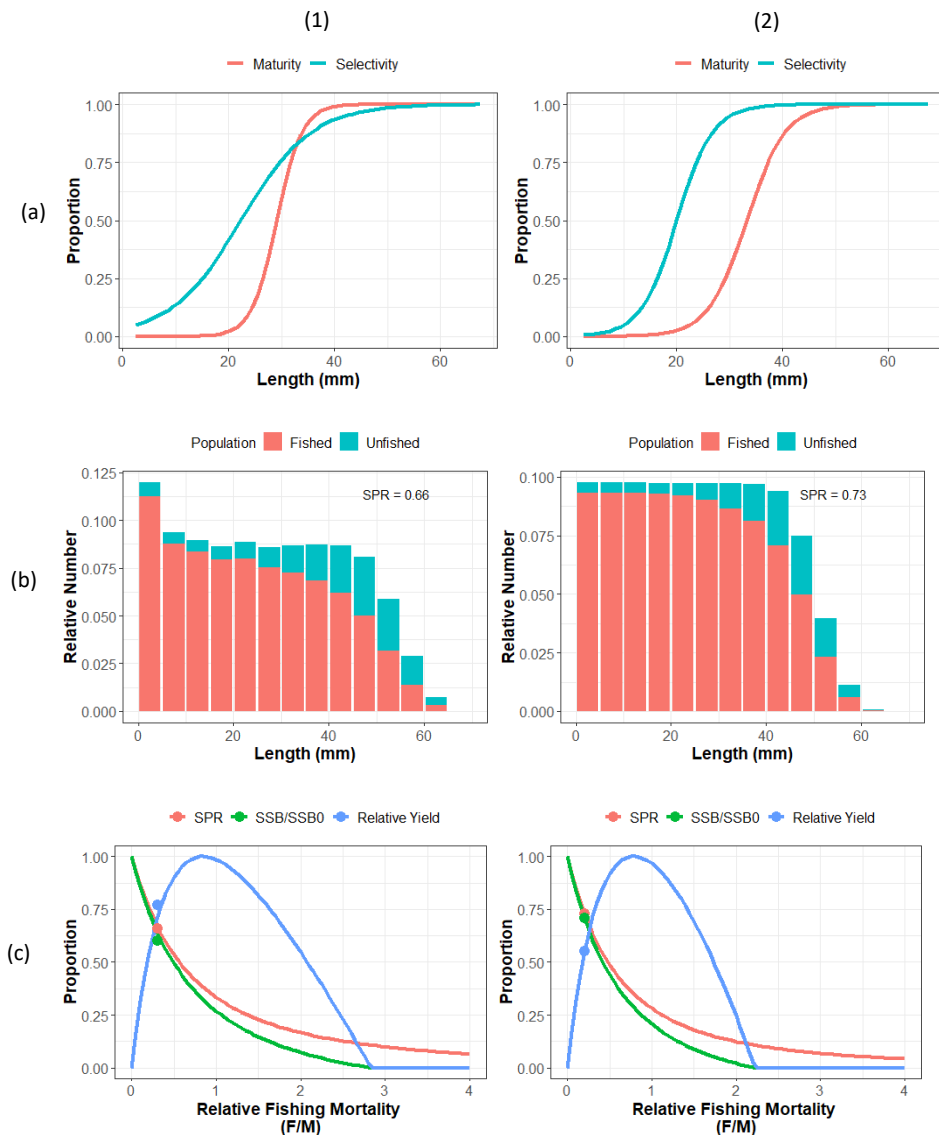 (1) (2)
Maturity Selectivity Maturity Selectivity
(a)
Proportion
1.00
0.75
0.50
0.25
0.00
0 20 40 60
Length (mm)
Proportion
1.00
0.75
0.50
0.25
0.00
0 20 40 60
Length (mm)
(b)
Population Fished Unfished
SPR = 0.66
Relative Number
0.125
0.100
0.075
0.050
0.025
0.000
0 20 40 60
Length (mm)
Population Fished Unfished
SPR = 0.73
Relative Number
0.100
0.075
0.050
0.025
0.000
0 20 40 60
Length (mm)
(c)
SPR SSB/SSB0 Relative Yield
Proportion
1.00
0.75
0.50
0.25
0.00
0 1 2 3 4
Relative Fishing Mortality
(F/M)
SPR SSB/SSB0 Relative Yield
Proportion
1.00
0.75
0.50
0.25
0.00
0 1 2 3 4
Relative Fishing Mortality
(F/M)